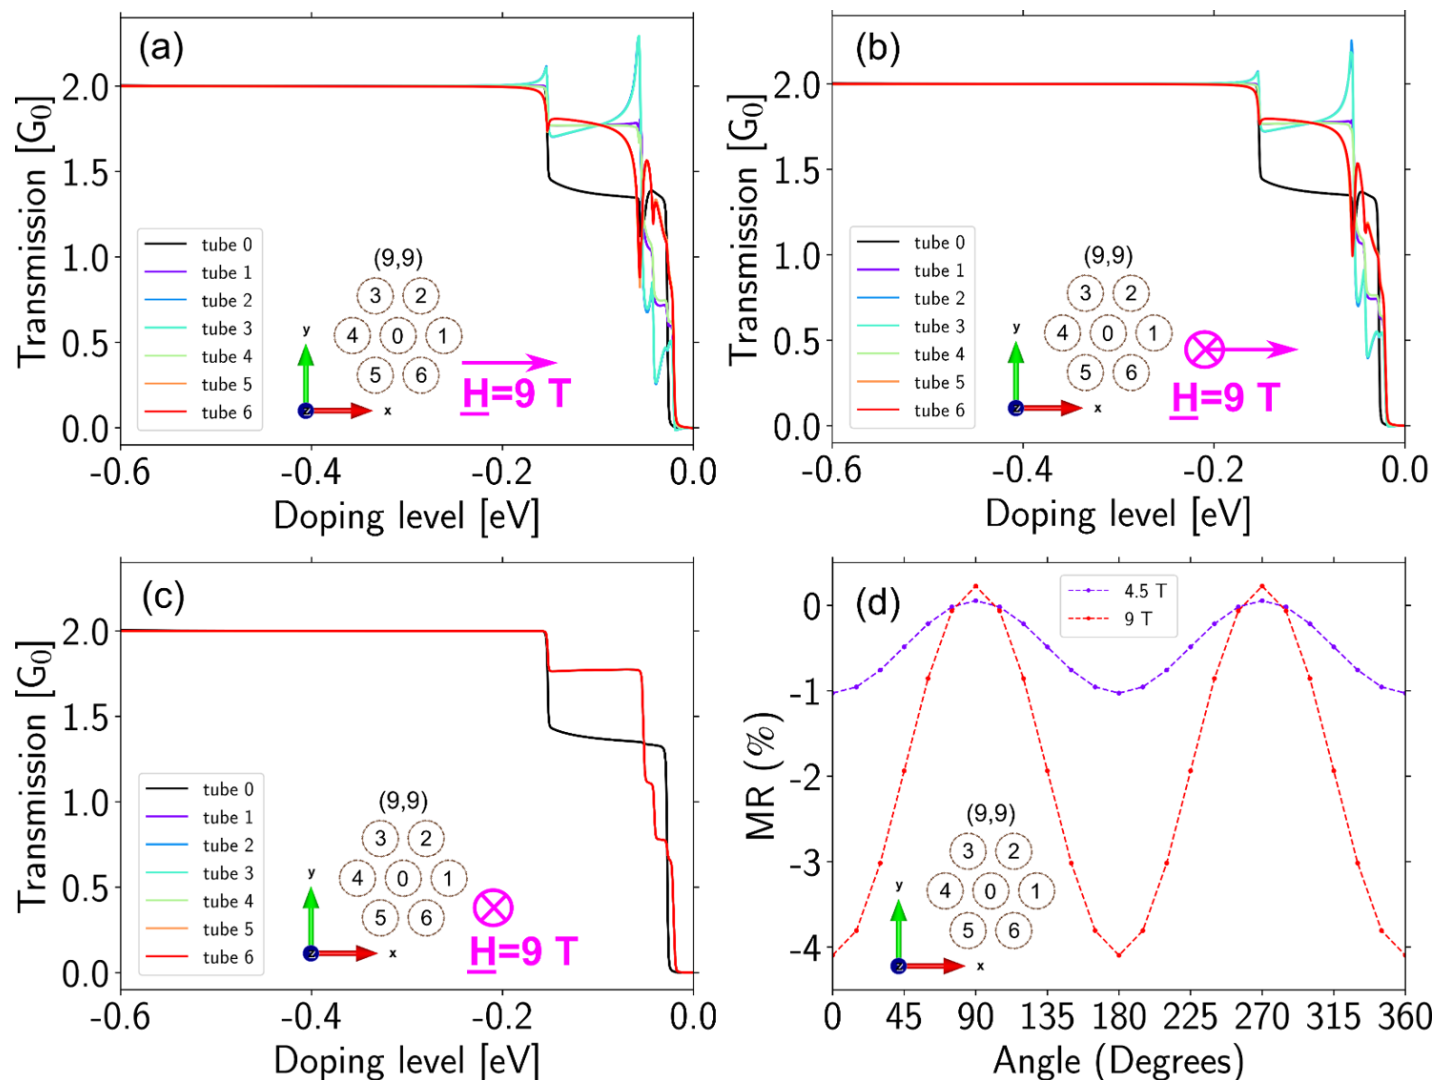 (a)
Transmission [G₀]
2.0
1.5
1.0
0.5
0.0
tube 0
tube 1
tube 2
tube 3
tube 4
tube 5
tube 6
(9,9)
3 2
4 0 1
5 6
y
z
x
H=9 T
-0.6 -0.4 -0.2 0.0
Doping level [eV]
(b)
Transmission [G₀]
2.0
1.5
1.0
0.5
0.0
tube 0
tube 1
tube 2
tube 3
tube 4
tube 5
tube 6
(9,9)
3 2
4 0 1
5 6
y
z
x
H=9 T
-0.6 -0.4 -0.2 0.0
Doping level [eV]
(c)
Transmission [G₀]
2.0
1.5
1.0
0.5
0.0
tube 0
tube 1
tube 2
tube 3
tube 4
tube 5
tube 6
(9,9)
3 2
4 0 1
5 6
y
z
x
H=9 T
-0.6 -0.4 -0.2 0.0
Doping level [eV]
(d)
MR (%)
0
-1
-2
-3
-4
4.5 T
9 T
(9,9)
3 2
4 0 1
5 6
y
z
x
0 45 90 135 180 225 270 315 360
Angle (Degrees)